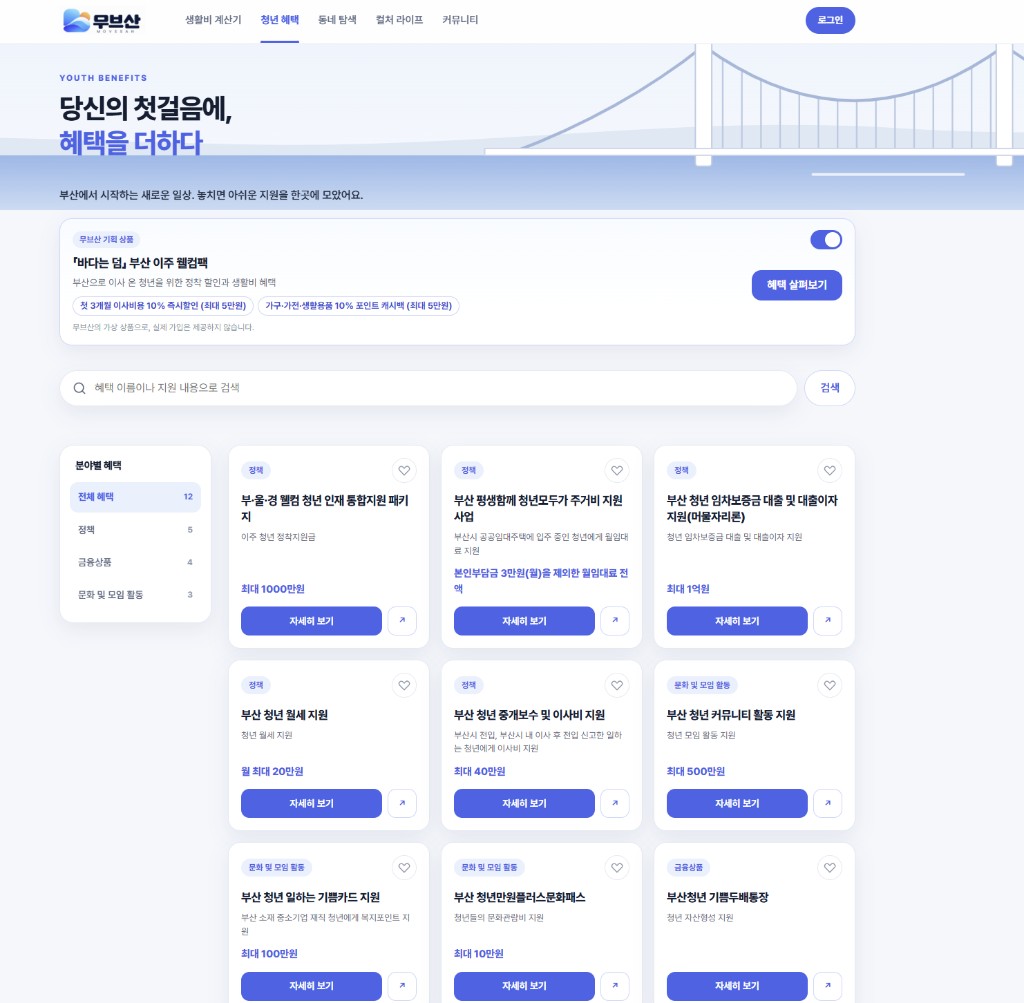 무브산
MOVESAN
생활비 계산기
청년 혜택
동네 탐색
컬처 라이프
커뮤니티
로그인
YOUTH BENEFITS
당신의 첫걸음에,
혜택을 더하다
부산에서 시작하는 새로운 일상. 놓치면 아쉬운 지원을 한곳에 모았어요.
무브산 기획 상품
「바다는 덤」 부산 이주 웰컴팩
부산으로 이사 온 청년을 위한 정착 할인과 생활비 혜택
첫 3개월 이사비용 10% 즉시할인 (최대 5만원)
가구·가전·생활용품 10% 포인트 캐시백 (최대 5만원)
무브산의 가상 상품으로, 실제 가입은 제공하지 않습니다.
혜택 살펴보기
혜택 이름이나 지원 내용으로 검색
검색
분야별 혜택
전체 혜택 12
정책 5
금융상품 4
문화 및 모임 활동 3
정책
부·울·경 웰컴 청년 인재 통합지원 패키
지
이주 청년 정착지원금
최대 1000만원
자세히 보기
정책
부산 평생함께 청년모두가 주거비 지원
사업
부산시 공공임대주택에 입주 중인 청년에게 월임대
료 지원
본인부담금 3만원(월)을 제외한 월임대료 전
액
자세히 보기
정책
부산 청년 임차보증금 대출 및 대출이자
지원(머물자리론)
청년 임차보증금 대출 및 대출이자 지원
최대 1억원
자세히 보기
정책
부산 청년 월세 지원
청년 월세 지원
월 최대 20만원
자세히 보기
정책
부산 청년 중개보수 및 이사비 지원
부산시 전입, 부산시 내 이사 후 전입 신고한 일하
는 청년에게 이사비 지원
최대 40만원
자세히 보기
문화 및 모임 활동
부산 청년 커뮤니티 활동 지원
청년 모임 활동 지원
최대 500만원
자세히 보기
문화 및 모임 활동
부산 청년 일하는 기쁨카드 지원
부산 소재 중소기업 재직 청년에게 복지포인트 지
원
최대 100만원
자세히 보기
문화 및 모임 활동
부산 청년만원플러스문화패스
청년들의 문화관람비 지원
최대 10만원
자세히 보기
금융상품
부산청년 기쁨두배통장
청년 자산형성 지원
자세히 보기